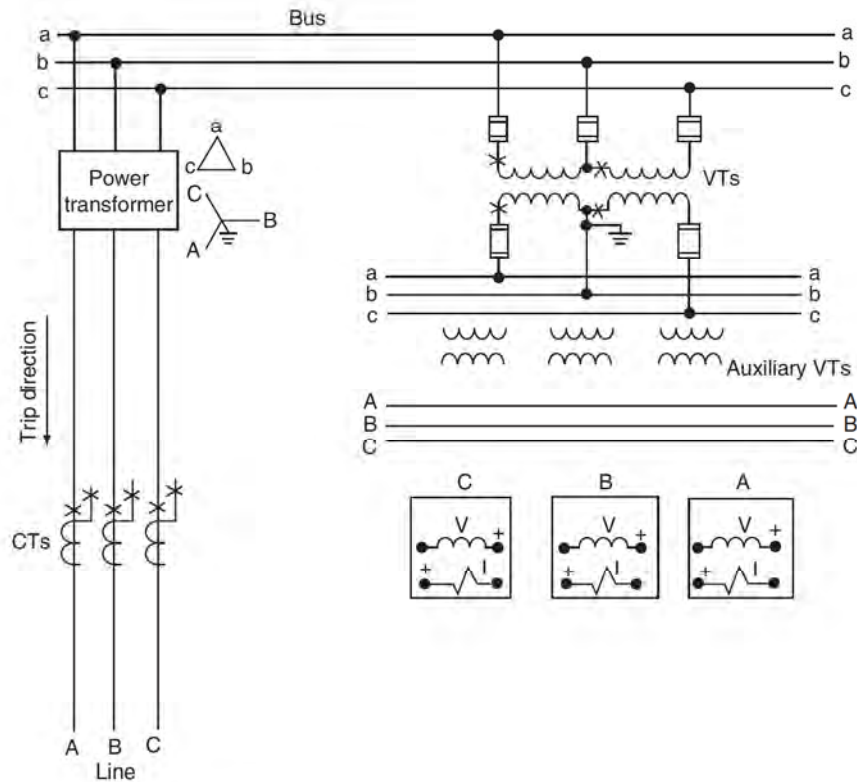 Bus
a a
b b
c c
a
c b
Power
transformer
C
B
A
VTs
a a
b b
c c
Auxiliary VTs
A A
B B
C C
Trip direction
CTs
C B A
V + V + V +
+ I + I + I
A B C
Line